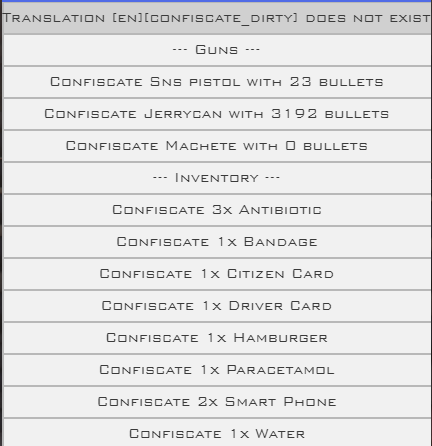 Translation [en][confiscate_dirty] does not exist
--- Guns ---
Confiscate Sns pistol with 23 bullets
Confiscate Jerrycan with 3192 bullets
Confiscate Machete with 0 bullets
--- Inventory ---
Confiscate 3x Antibiotic
Confiscate 1x Bandage
Confiscate 1x Citizen Card
Confiscate 1x Driver Card
Confiscate 1x Hamburger
Confiscate 1x Paracetamol
Confiscate 2x Smart Phone
Confiscate 1x Water